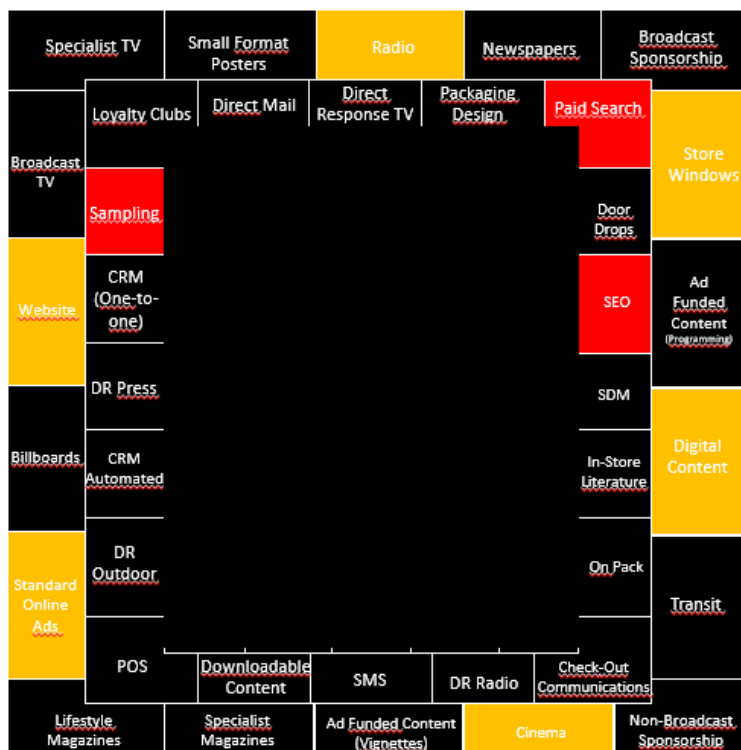 Specialist TV
Small Format
Posters
Radio
Newspapers
Broadcast
Sponsorship
Loyalty Clubs
Direct Mail
Direct
Response TV
Packaging
Design
Paid Search
Broadcast
TV
Store
Windows
Sampling
Door
Drops
Website
CRM
(One-to-
one)
SEO
Ad
Funded
Content
(Programming)
DR Press
SDM
Billboards
CRM
Automated
In-Store
Literature
Digital
Content
Standard
Online
Ads
DR
Outdoor
On Pack
Transit
POS
Downloadable
Content
SMS
DR Radio
Check-Out
Communications
Lifestyle
Magazines
Specialist
Magazines
Ad Funded Content
(Vignettes)
Cinema
Non-Broadcast
Sponsorship